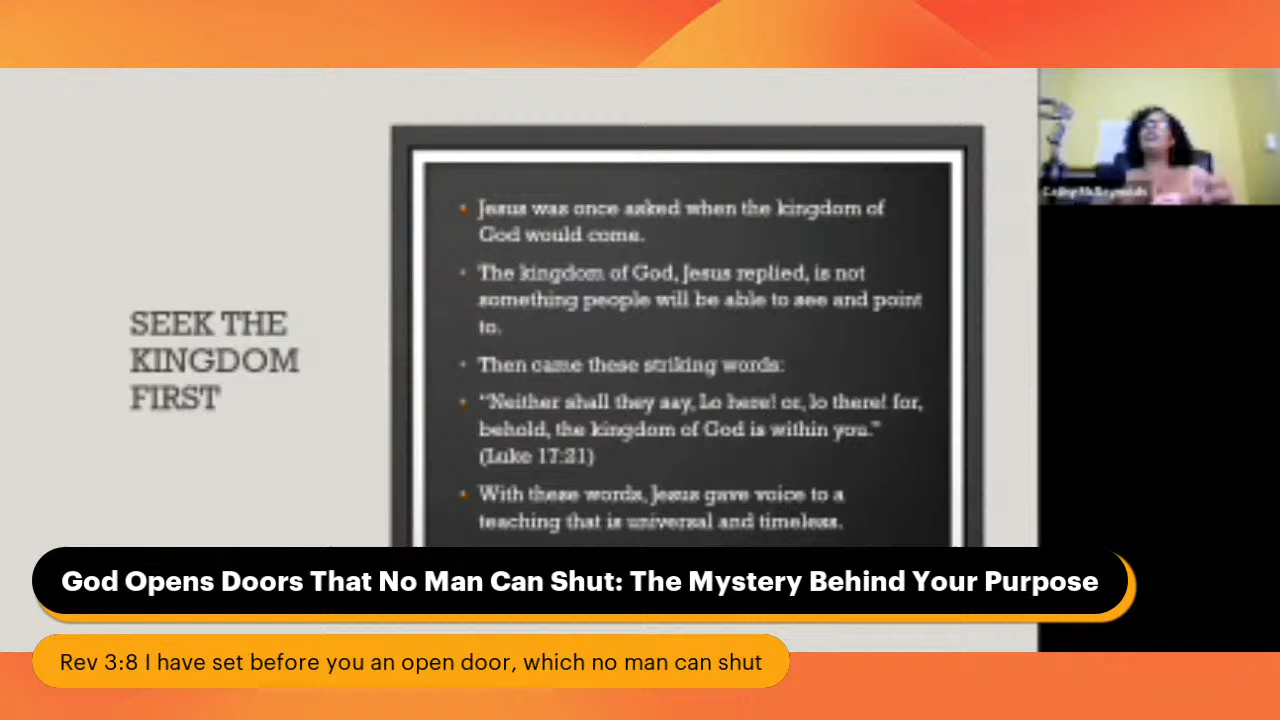 SEEK THE
KINGDOM
FIRST
• Jesus was once asked when the kingdom of
God would come.
• The kingdom of God, Jesus replied, is not
something people will be able to see and point
to.
• Then came these striking words:
• "Neither shall they say, Lo here! or, lo there! for,
behold, the kingdom of God is within you."
(Luke 17:21)
• With these words, Jesus gave voice to a
teaching that is universal and timeless.
God Opens Doors That No Man Can Shut: The Mystery Behind Your Purpose
Rev 3:8 I have set before you an open door, which no man can shut